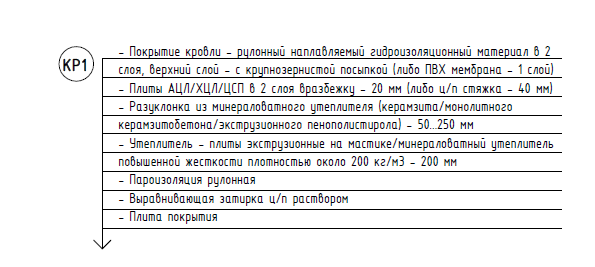 – Покрытие кровли – рулонный наплавляемый гидроизоляционный материал в 2
КР1
слоя, верхний слой – с крупнозернистой посыпкой (либо ПВХ мембрана – 1 слой)
– Плиты АЦЛ/ХЦЛ/ЦСП в 2 слоя вразбежку – 20 мм (либо ц/п стяжка – 40 мм)
– Разуклонка из минераловатного утеплителя (керамзита/монолитного
керамзитобетона/экструзионного пенополистирола) – 50...250 мм
– Утеплитель – плиты экструзионные на мастике/минераловатный утеплитель
повышенной жесткости плотностью около 200 кг/м3 – 200 мм
– Пароизоляция рулонная
– Выравнивающая затирка ц/п раствором
– Плита покрытия